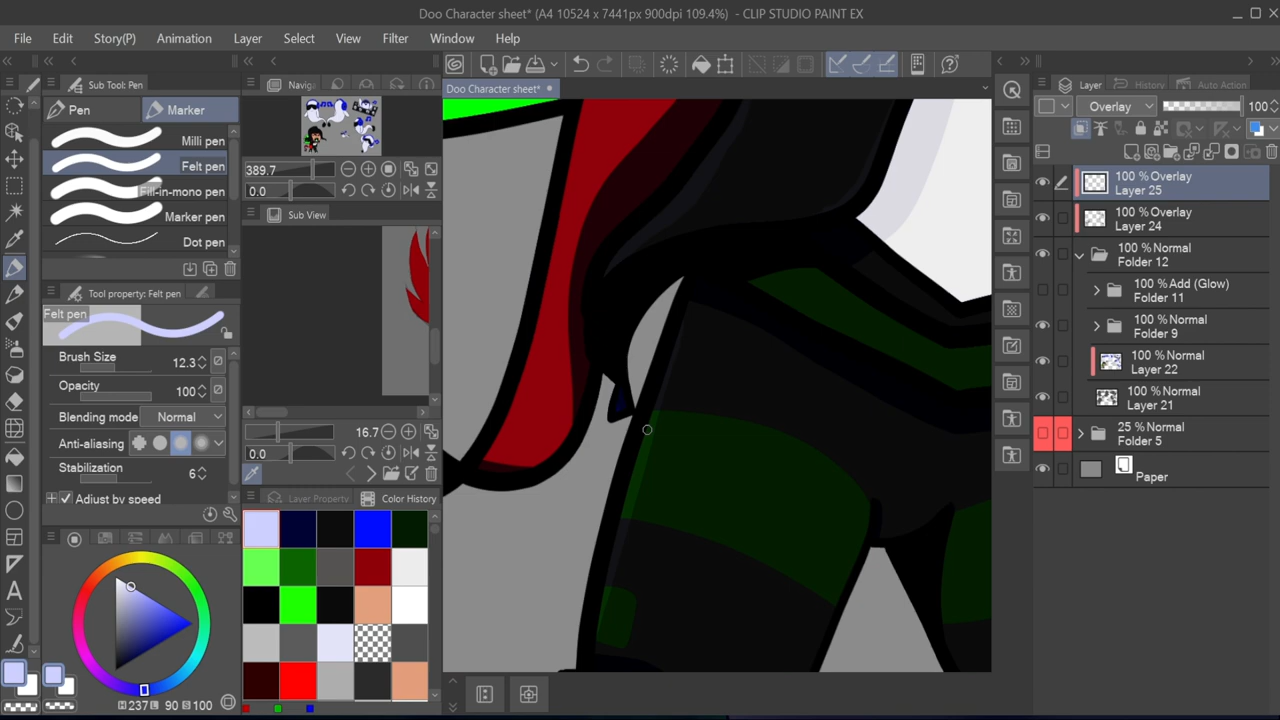 Doo Character sheet* (A4 10524 x 7441px 900dpi 109.4%) - CLIP STUDIO PAINT EX
File Edit Story(P) Animation Layer Select View Filter Window Help
Sub Tool: Pen
Navig
Doo Character sheet*
Layer
History
Auto Action
Pen
Marker
Overlay
100
Milli pen
Felt pen
Fill-in-mono pen
Marker pen
Dot pen
389.7
0.0
Sub View
Tool property: Felt pen
Felt pen
Brush Size
12.3
Opacity
100
Blending mode
Normal
Anti-aliasing
Stabilization
6
Adjust by speed
16.7
0.0
Layer Property
Color History
H 237 L 90 S 100
100 % Overlay
Layer 25
100 % Overlay
Layer 24
100 % Normal
Folder 12
100 % Add (Glow)
Folder 11
100 % Normal
Folder 9
100 % Normal
Layer 22
100 % Normal
Layer 21
25 % Normal
Folder 5
Paper